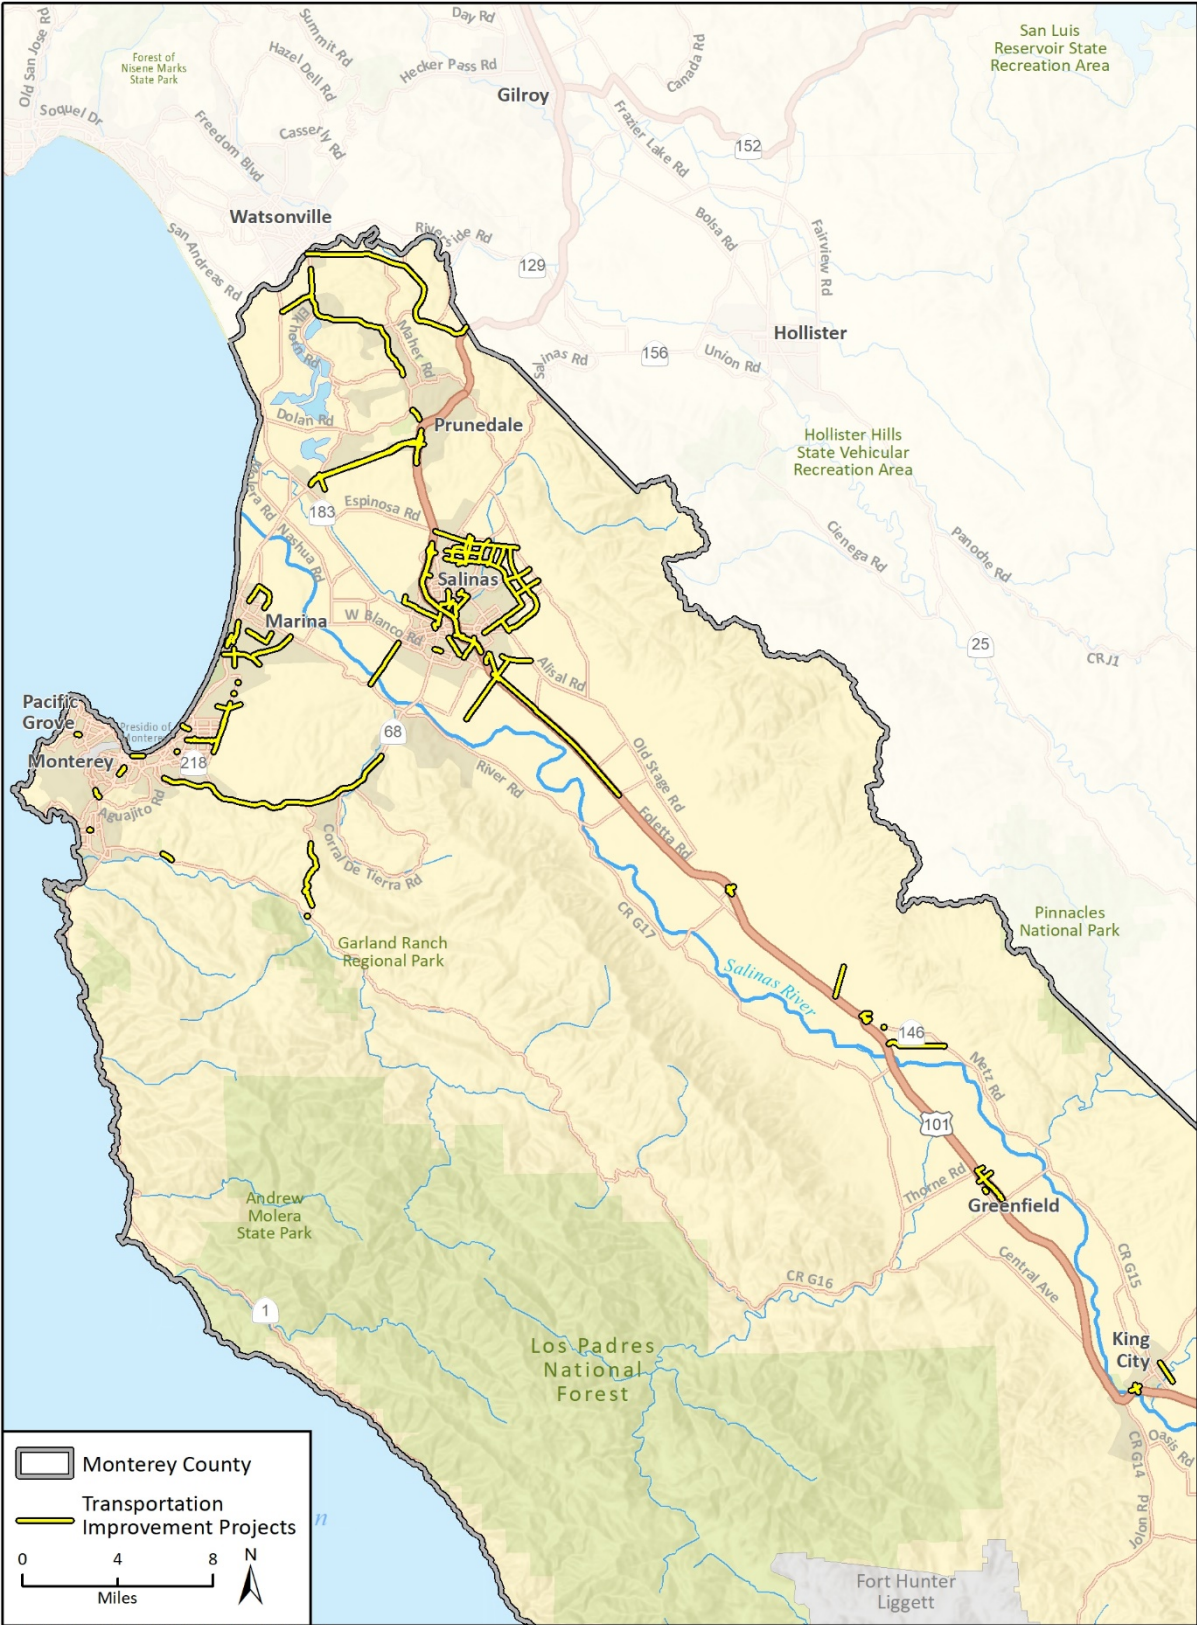 Old San Jose Rd
Summit Rd
Day Rd
Canada Rd
San Luis
Reservoir State
Recreation Area
Forest of
Nisene Marks
State Park
Hazel Dell Rd
Hecker Pass Rd
Gilroy
Soquel Dr
Freedom Blvd
Casserly Rd
Frazier Lake Rd
152
Watsonville
Riverside Rd
Bolsa Rd
Fairview Rd
San Andreas Rd
129
Elkhorn Rd
Maher Rd
Hollister
Salinas Rd
156
Union Rd
Dolan Rd
Prunedale
Hollister Hills
State Vehicular
Recreation Area
Molera Rd
183
Espinosa Rd
Nashua Rd
Cienega Rd
Panoche Rd
Salinas
Marina
W Blanco Rd
25
CR J1
Alisal Rd
Pacific
Grove
Presidio of
Monterey
68
Monterey
218
River Rd
Old Stage Rd
Aguajito Rd
Foletta Rd
Corral De Tierra Rd
CR G17
Pinnacles
National Park
Garland Ranch
Regional Park
Salinas River
146
Metz Rd
101
Thorne Rd
Greenfield
Andrew
Molera
State Park
Central Ave
CR G15
CR G16
1
King
City
Los Padres
National
Forest
CR G14
Oasis Rd
Jolon Rd
Fort Hunter
Liggett
Monterey County
Transportation
Improvement Projects
0 4 8
Miles
N